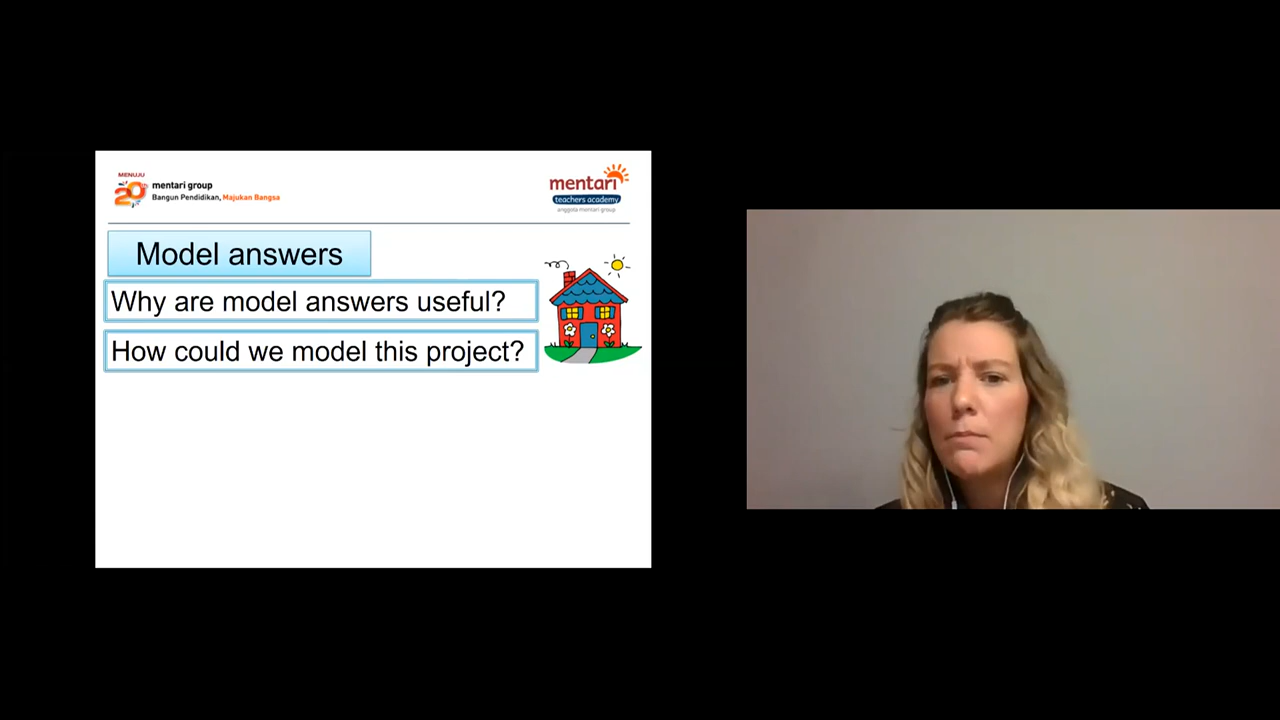 MENUJU
20
mentari group
Bangun Pendidikan, Majukan Bangsa
mentari
teachers academy
anggota mentari group
Model answers
Why are model answers useful?
How could we model this project?